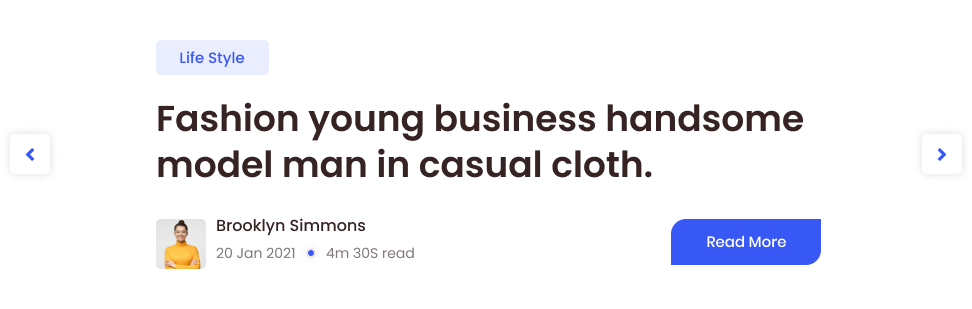 Life Style
Fashion young business handsome
model man in casual cloth.
Brooklyn Simmons
20 Jan 2021 4m 30S read
Read More